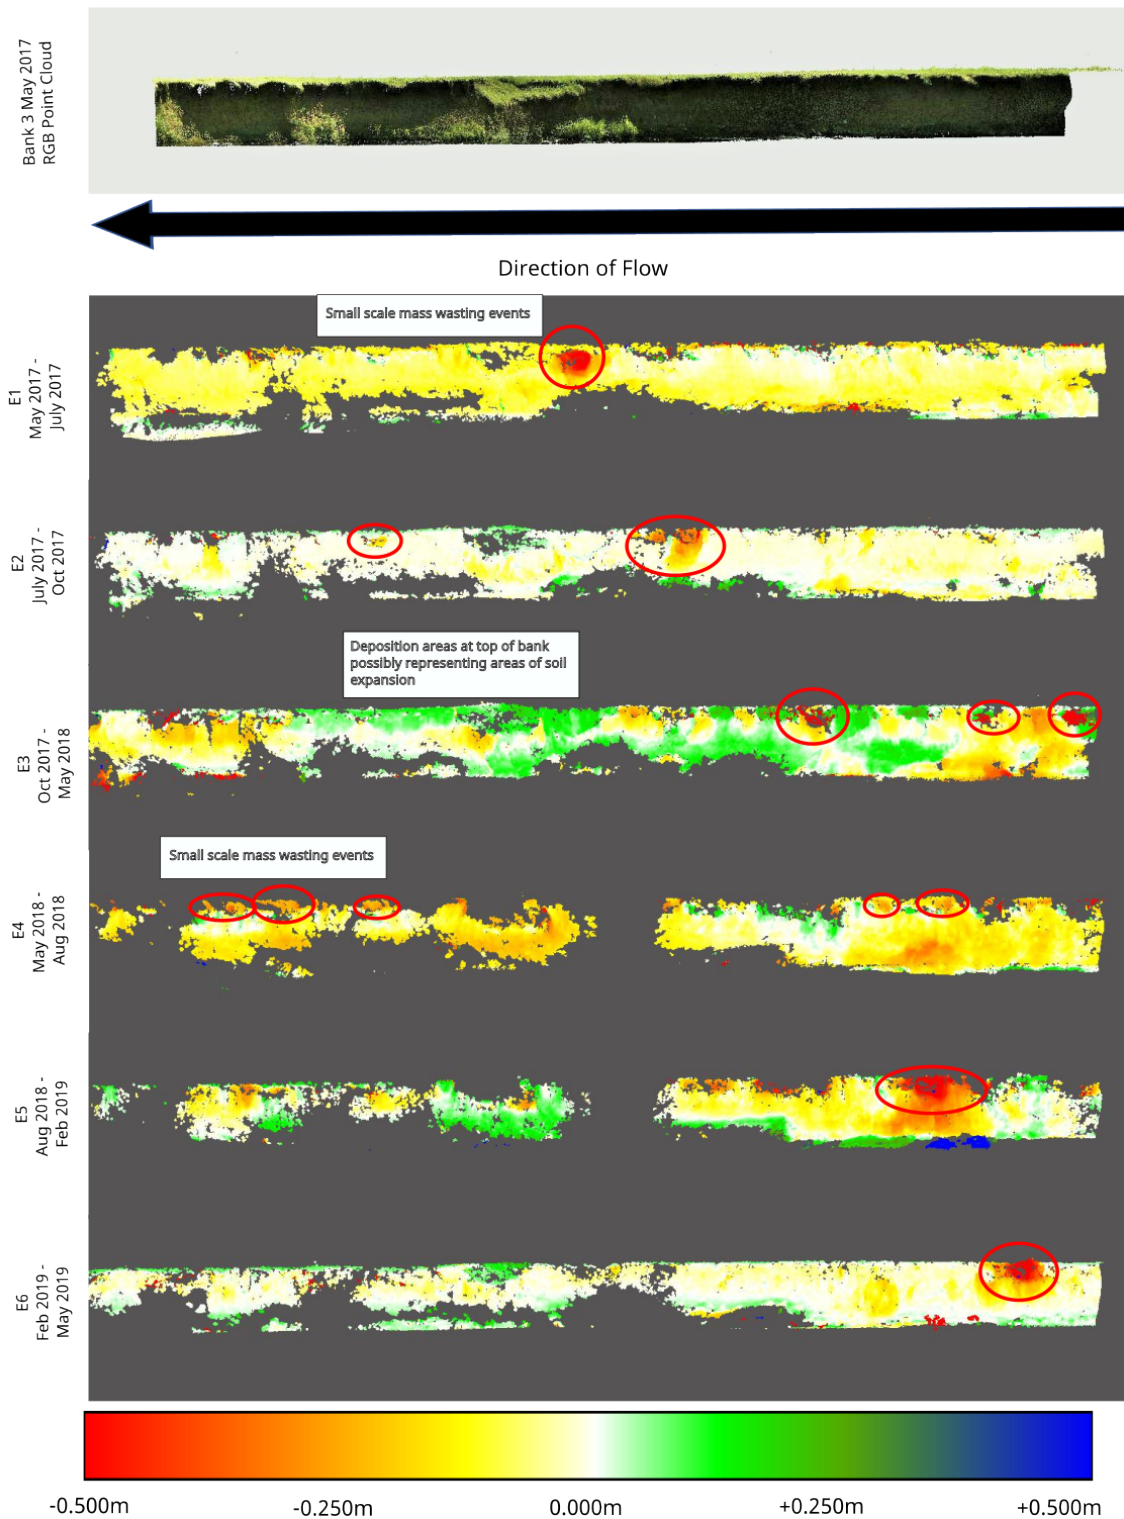 Bank 3 May 2017
RGB Point Cloud
Direction of Flow
Small scale mass wasting events
E1
May 2017 -
July 2017
E2
July 2017 -
Oct 2017
Deposition areas at top of bank
possibly representing areas of soil
expansion
E3
Oct 2017 -
May 2018
Small scale mass wasting events
E4
May 2018 -
Aug 2018
E5
Aug 2018 -
Feb 2019
E6
Feb 2019 -
May 2019
-0.500m
-0.250m
0.000m
+0.250m
+0.500m